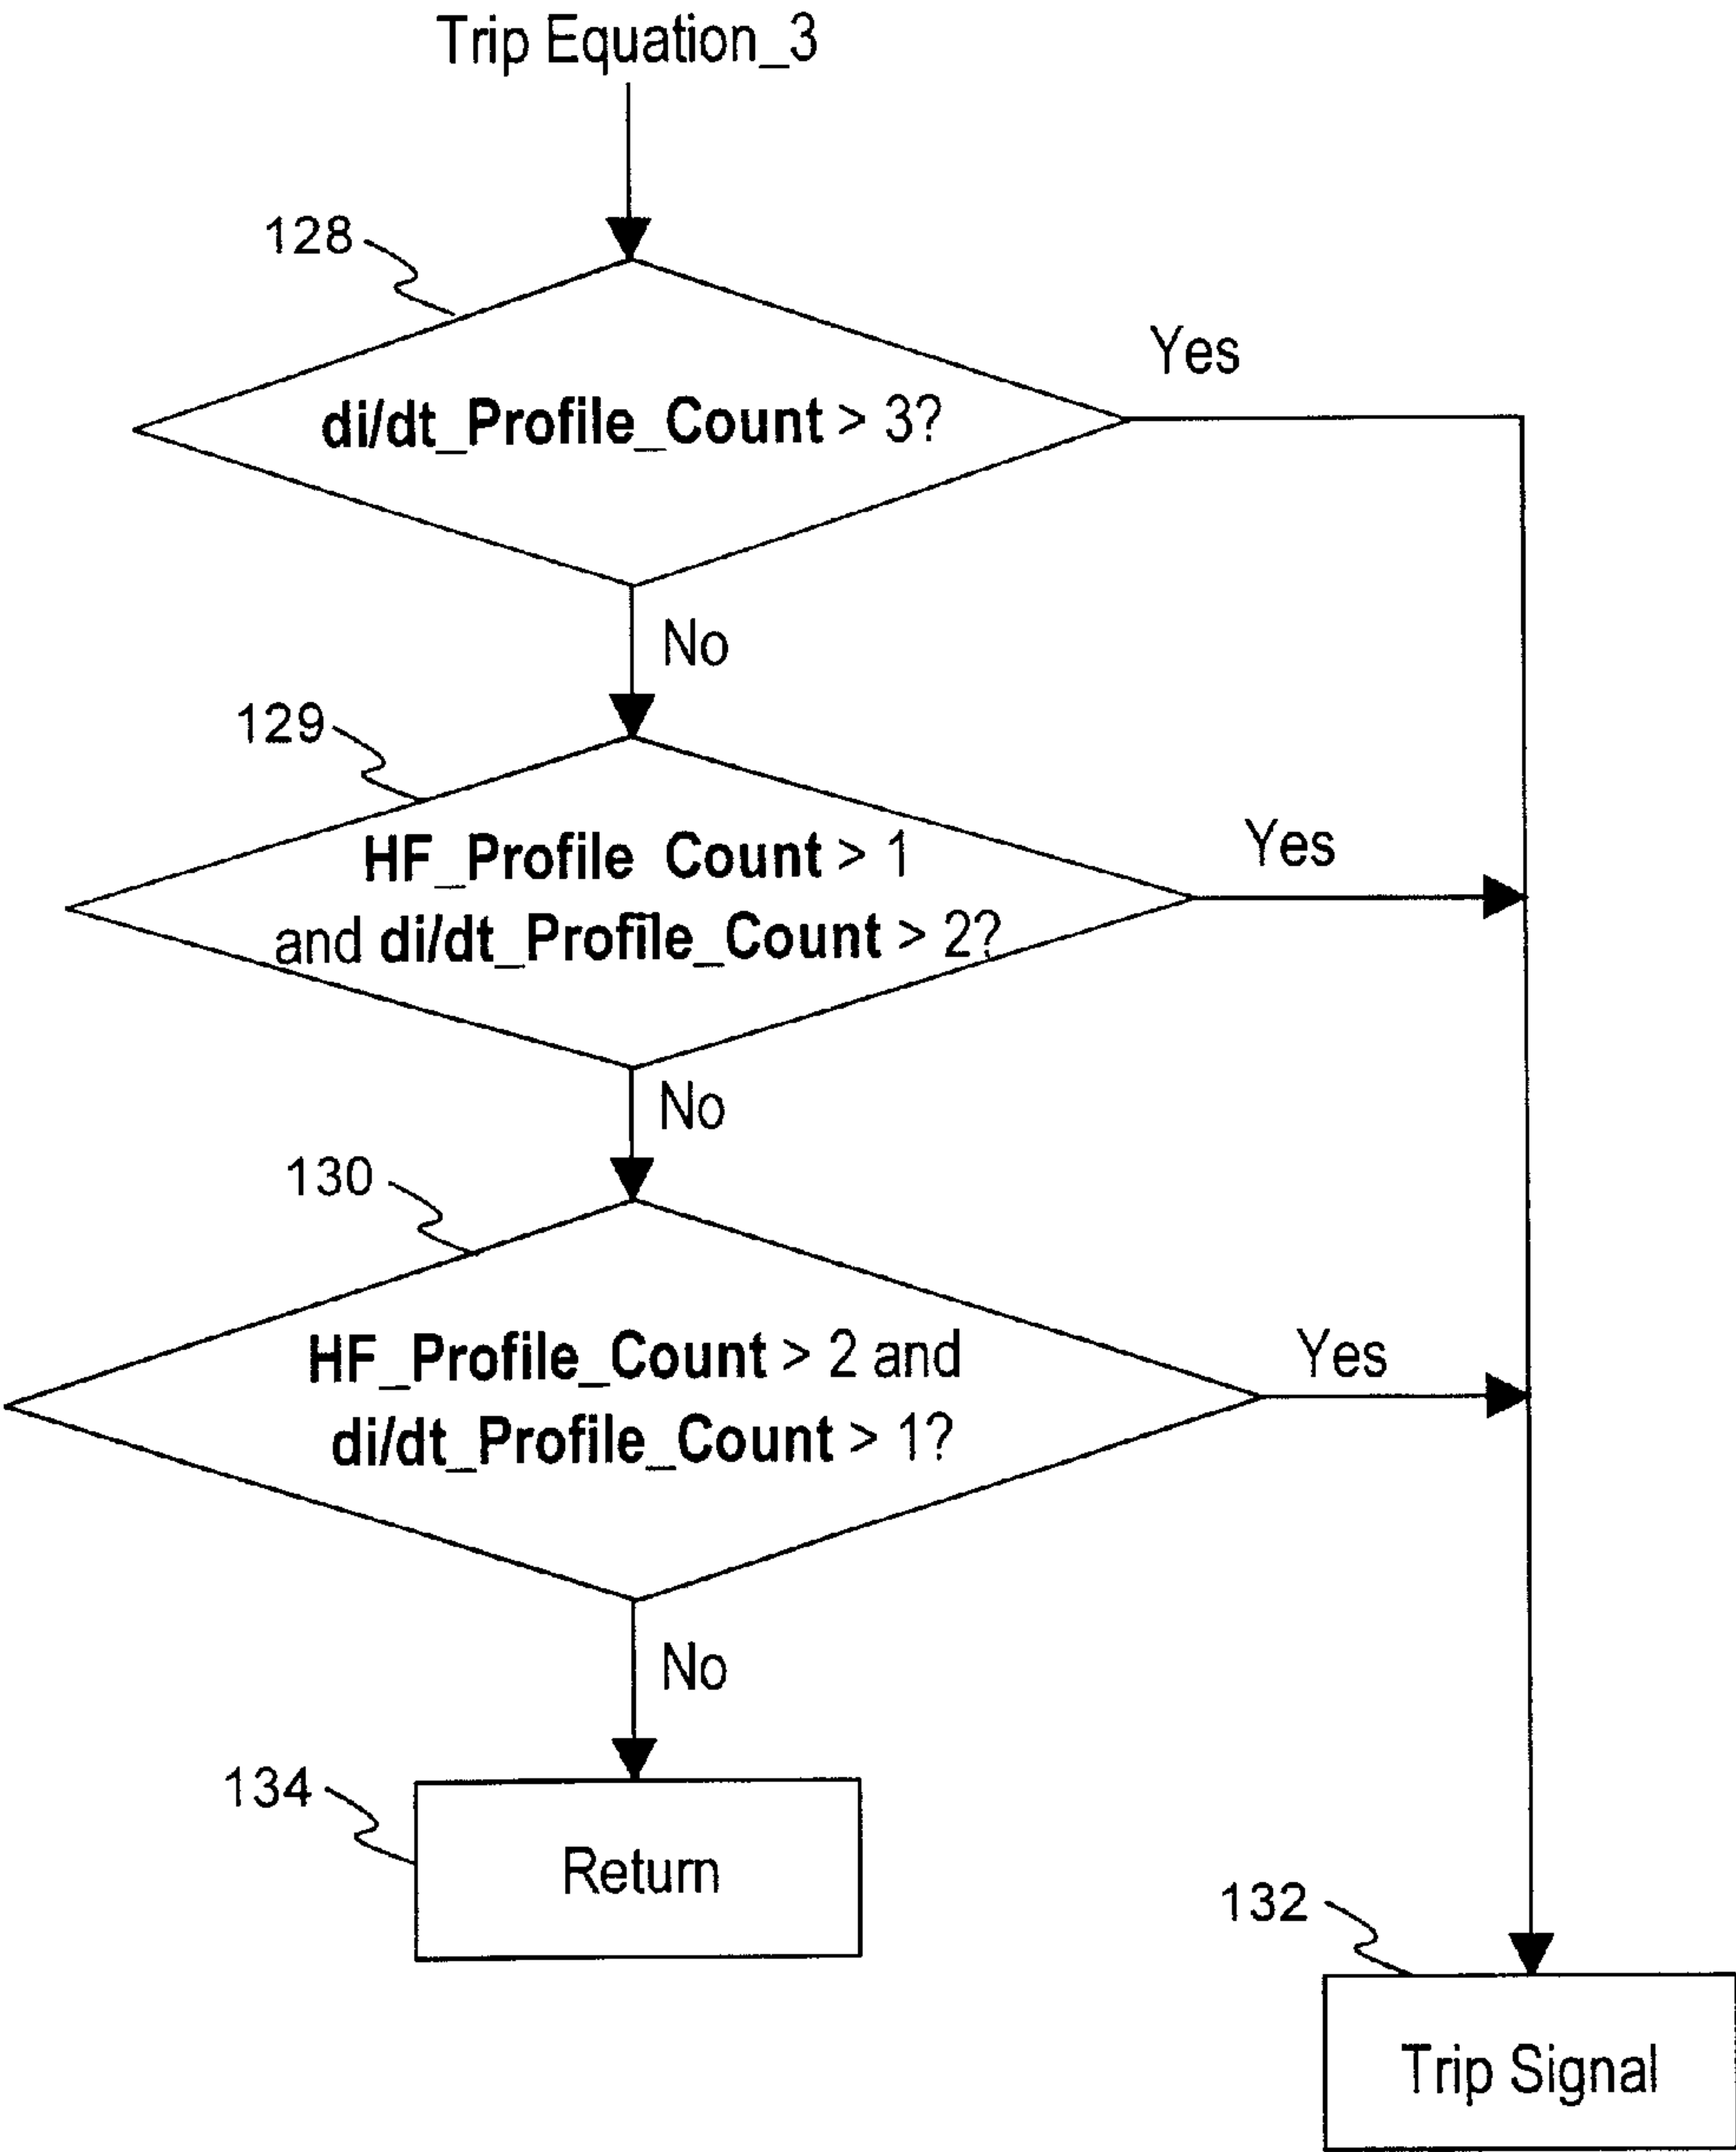 Trip Equation_3
128
di/dt_Profile_Count > 3?
Yes
No
129
HF_Profile Count > 1
and di/dt_Profile_Count > 2?
Yes
No
130
HF_Profile_Count > 2 and
di/dt_Profile_Count > 1?
Yes
No
134
Return
132
Trip Signal